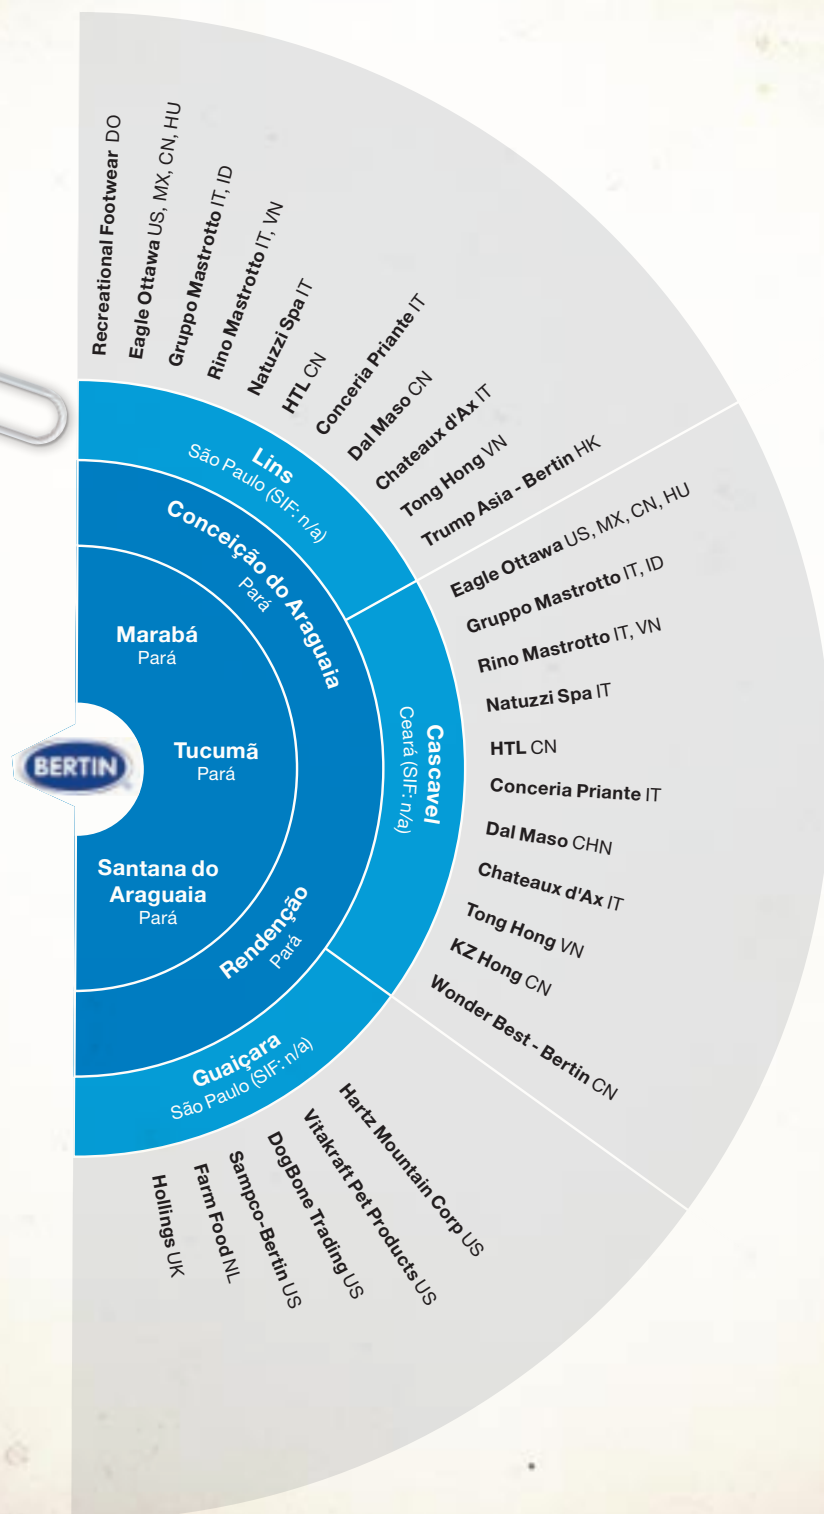 Recreational Footwear DO
Eagle Ottawa US, MX, CN, HU
Gruppo Mastrotto IT, ID
Rino Mastrotto IT, VN
Natuzzi Spa IT
HTL CN
Conceria Priante IT
Dal Maso CN
Chateaux d'Ax IT
Tong Hong VN
Trump Asia - Bertin HK
Eagle Ottawa US, MX, CN, HU
Gruppo Mastrotto IT, ID
Rino Mastrotto IT, VN
Natuzzi Spa IT
HTL CN
Conceria Priante IT
Dal Maso CHN
Chateaux d'Ax IT
Tong Hong VN
KZ Hong CN
Wonder Best - Bertin CN
Hartz Mountain Corp US
Vitakraft Pet Products US
DogBone Trading US
Sampco-Bertin US
Farm Food NL
Hollings UK
Lins
São Paulo (SIF: n/a)
Cascavel
Ceará (SIF: n/a)
Guaiçara
São Paulo (SIF: n/a)
Conceição do Araguaia
Pará
Rendenção
Pará
Marabá
Pará
Tucumã
Pará
Santana do
Araguaia
Pará
BERTIN